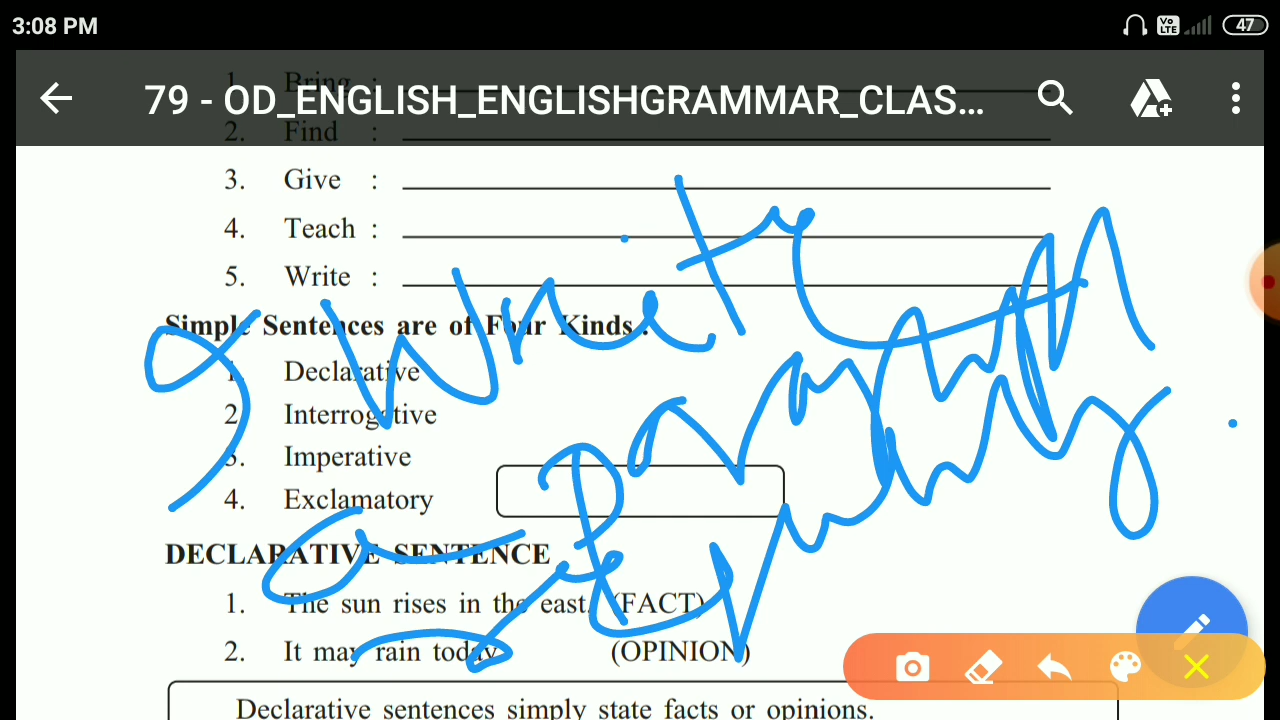 3:08 PM
Vo LTE 47
1. Bring :
79 - OD_ENGLISH_ENGLISHGRAMMAR_CLAS...
2. Find :
3. Give :
4. Teach :
5. Write :
Simple Sentences are of Four Kinds :
1. Declarative
2. Interrogative
3. Imperative
4. Exclamatory
DECLARATIVE SENTENCE
1. The sun rises in the east. (FACT)
2. It may rain today. (OPINION)
Declarative sentences simply state facts or opinions.
I write